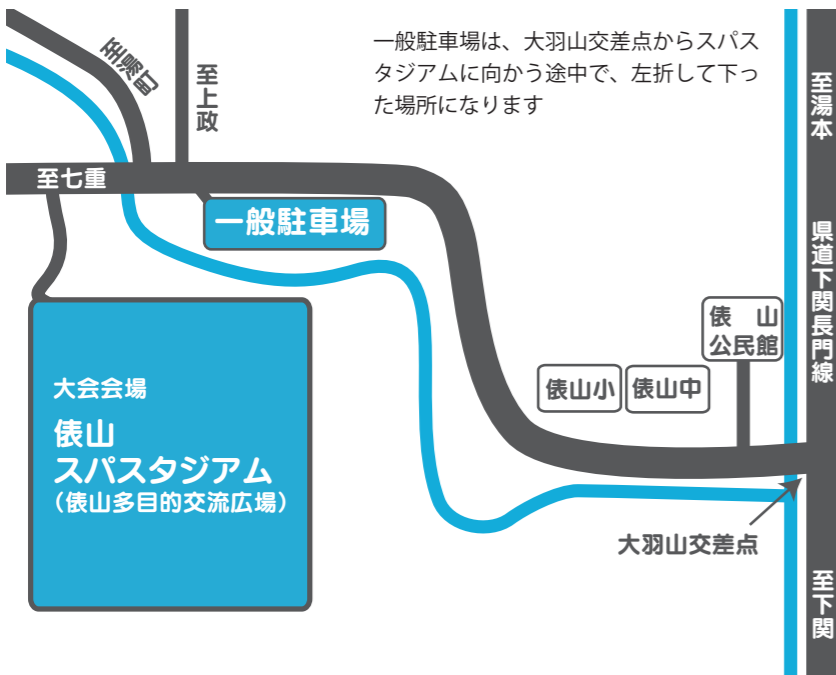 一般駐車場は、大羽山交差点からスパス
タジアムに向かう途中で、左折して下っ
た場所になります
至湯町
至上政
至湯本
至七重
一般駐車場
県道下関長門線
俵　山
公民館
俵山小
俵山中
大会会場
俵山
スパスタジアム
（俵山多目的交流広場）
大羽山交差点
至下関